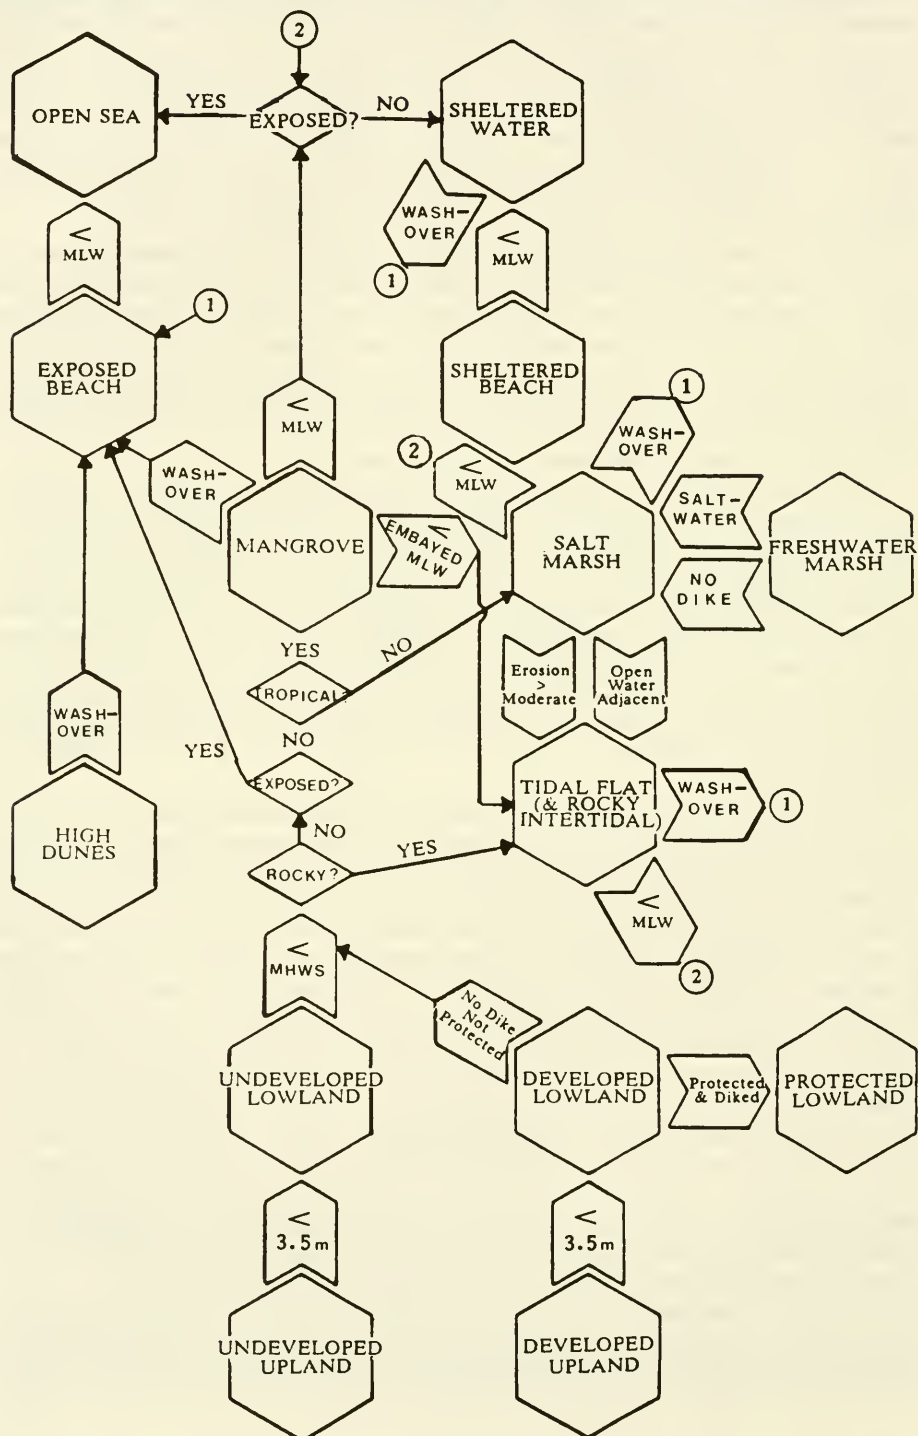 2
OPEN SEA
YES
EXPOSED?
NO
SHELTERED
WATER
WASH-
OVER
1
<
MLW
<
MLW
1
EXPOSED
BEACH
SHELTERED
BEACH
<
MLW
1
WASH-
OVER
2
<
MLW
WASH-
OVER
SALT-
WATER
MANGROVE
<
EMBAYED
MLW
SALT
MARSH
FRESHWATER
MARSH
NO
DIKE
YES
NO
TROPICAL?
Erosion
>
Moderate
Open
Water
Adjacent
WASH-
OVER
YES
NO
EXPOSED?
TIDAL FLAT
(& ROCKY
INTERTIDAL)
WASH-
OVER
1
HIGH
DUNES
NO
YES
ROCKY?
<
MLW
2
<
MHWS
No Dike
Not
Protected
UNDEVELOPED
LOWLAND
DEVELOPED
LOWLAND
Protected
& Diked
PROTECTED
LOWLAND
<
3.5m
<
3.5m
UNDEVELOPED
UPLAND
DEVELOPED
UPLAND